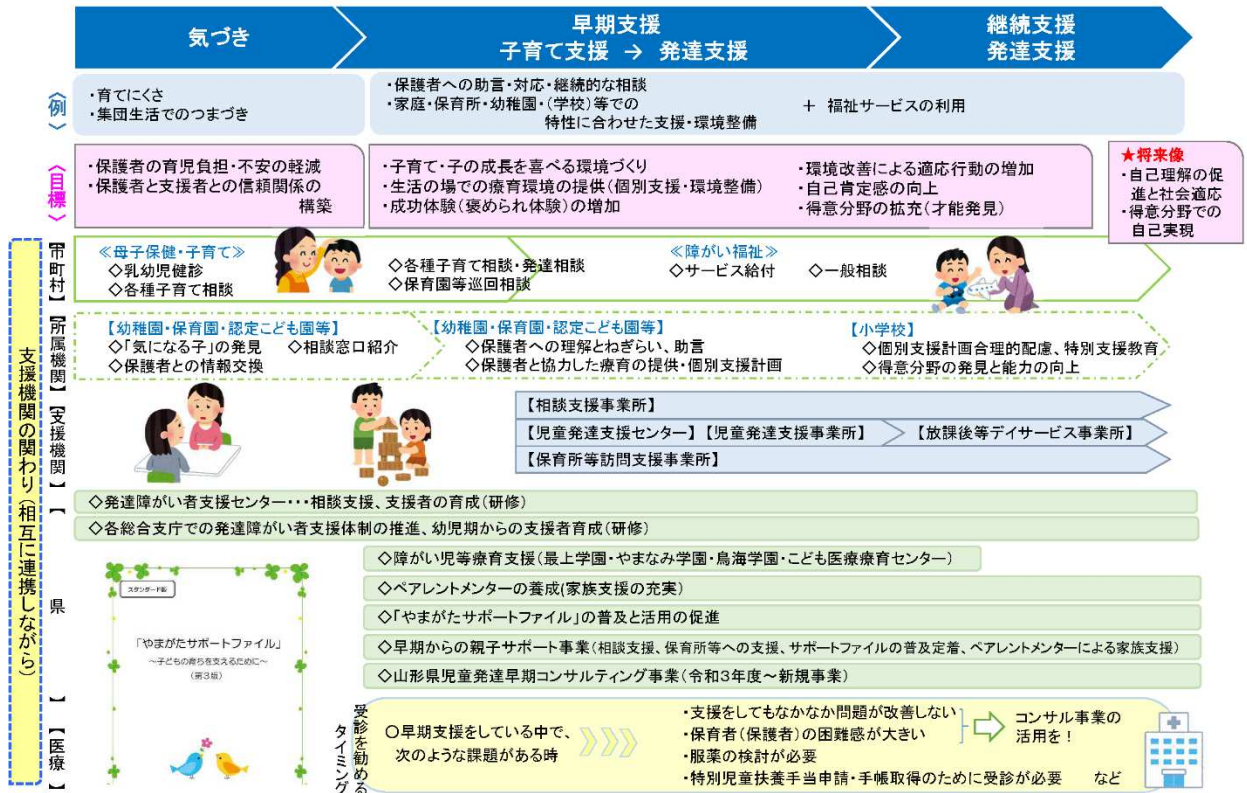 気づき
早期支援
子育て支援 → 発達支援
継続支援
発達支援
〈例〉
・育てにくさ
・集団生活でのつまづき
・保護者への助言・対応・継続的な相談
・家庭・保育所・幼稚園・(学校)等での
特性に合わせた支援・環境整備
+ 福祉サービスの利用
〈目標〉
・保護者の育児負担・不安の軽減
・保護者と支援者との信頼関係の
構築
・子育て・子の成長を喜べる環境づくり
・生活の場での療育環境の提供(個別支援・環境整備)
・成功体験(褒められ体験)の増加
・環境改善による適応行動の増加
・自己肯定感の向上
・得意分野の拡充(才能発見)
★将来像
・自己理解の促
進と社会適応
・得意分野での
自己実現
支援機関の関わり(相互に連携しながら)
【市町村】
≪母子保健・子育て≫
◇乳幼児健診
◇各種子育て相談
◇各種子育て相談・発達相談
◇保育園等巡回相談
≪障がい福祉≫
◇サービス給付 ◇一般相談
【所属機関】
【幼稚園・保育園・認定こども園等】
◇「気になる子」の発見 ◇相談窓口紹介
◇保護者との情報交換
【幼稚園・保育園・認定こども園等】
◇保護者への理解とねぎらい、助言
◇保護者と協力した療育の提供・個別支援計画
【小学校】
◇個別支援計画合理的配慮、特別支援教育
◇得意分野の発見と能力の向上
【支援機関】
【相談支援事業所】
【児童発達支援センター】【児童発達支援事業所】
【放課後等デイサービス事業所】
【保育所等訪問支援事業所】
【県】
◇発達障がい者支援センター・・・相談支援、支援者の育成(研修)
◇各総合支庁での発達障がい者支援体制の推進、幼児期からの支援者育成(研修)
◇障がい児等療育支援(最上学園・やまなみ学園・鳥海学園・こども医療療育センター)
◇ペアレントメンターの養成(家族支援の充実)
◇「やまがたサポートファイル」の普及と活用の促進
◇早期からの親子サポート事業(相談支援、保育所等への支援、サポートファイルの普及定着、ペアレントメンターによる家族支援)
◇山形県児童発達早期コンサルティング事業(令和3年度~新規事業)
スタンダード版
「やまがたサポートファイル」
~子どもの育ちを支えるために~
(第3版)
【医療】
受診を勧める
タイミング
○早期支援をしている中で、
次のような課題がある時
・支援をしてもなかなか問題が改善しない
・保育者(保護者)の困難感が大きい
・服薬の検討が必要
・特別児童扶養手当申請・手帳取得のために受診が必要 など
コンサル事業の
活用を!